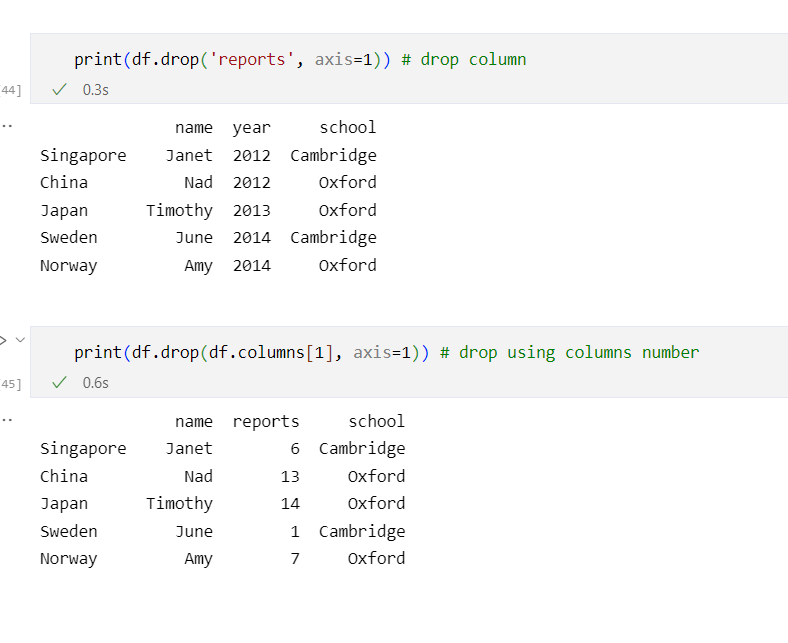 print(df.drop('reports', axis=1)) # drop column
[44] 0.3s
name year school
Singapore Janet 2012 Cambridge
China Nad 2012 Oxford
Japan Timothy 2013 Oxford
Sweden June 2014 Cambridge
Norway Amy 2014 Oxford
print(df.drop(df.columns[1], axis=1)) # drop using columns number
45] 0.6s
name reports school
Singapore Janet 6 Cambridge
China Nad 13 Oxford
Japan Timothy 14 Oxford
Sweden June 1 Cambridge
Norway Amy 7 Oxford